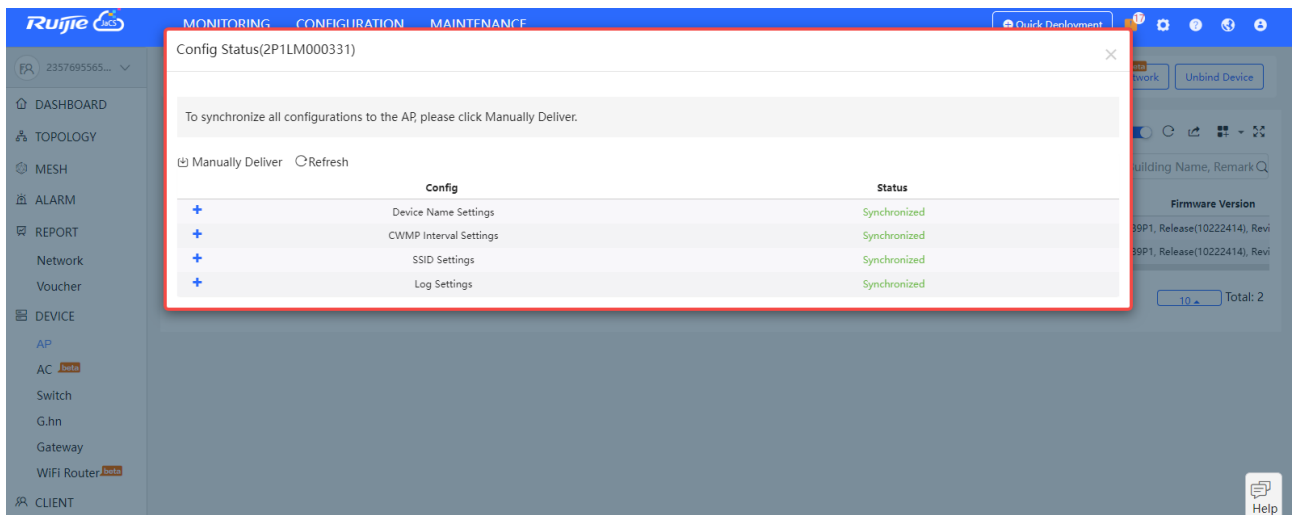 Ruijie JaCS
MONITORING CONFIGURATION MAINTENANCE
Quick Deployment
17
2357695565...
DASHBOARD
TOPOLOGY
MESH
ALARM
REPORT
Network
Voucher
DEVICE
AP
AC beta
Switch
G.hn
Gateway
WiFi Router beta
CLIENT
Config Status(2P1LM000331)
To synchronize all configurations to the AP, please click Manually Deliver.
Manually Deliver Refresh
Config Status
Device Name Settings Synchronized
CWMP Interval Settings Synchronized
SSID Settings Synchronized
Log Settings Synchronized
Unbind Device
Name, Remark
Firmware Version
39P1, Release(10222414), Revi
39P1, Release(10222414), Revi
10 Total: 2
Help